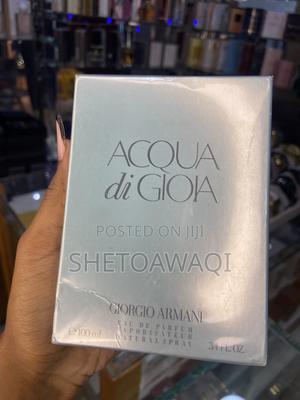 ACQUA
di GIOIA
POSTED ON JIJI
SHETOAWAQI
GIORGIO ARMANI
EAU DE PARFUM
VAPORISATEUR
NATURAL SPRAY
℮ 100 ml 3.4 FL. OZ